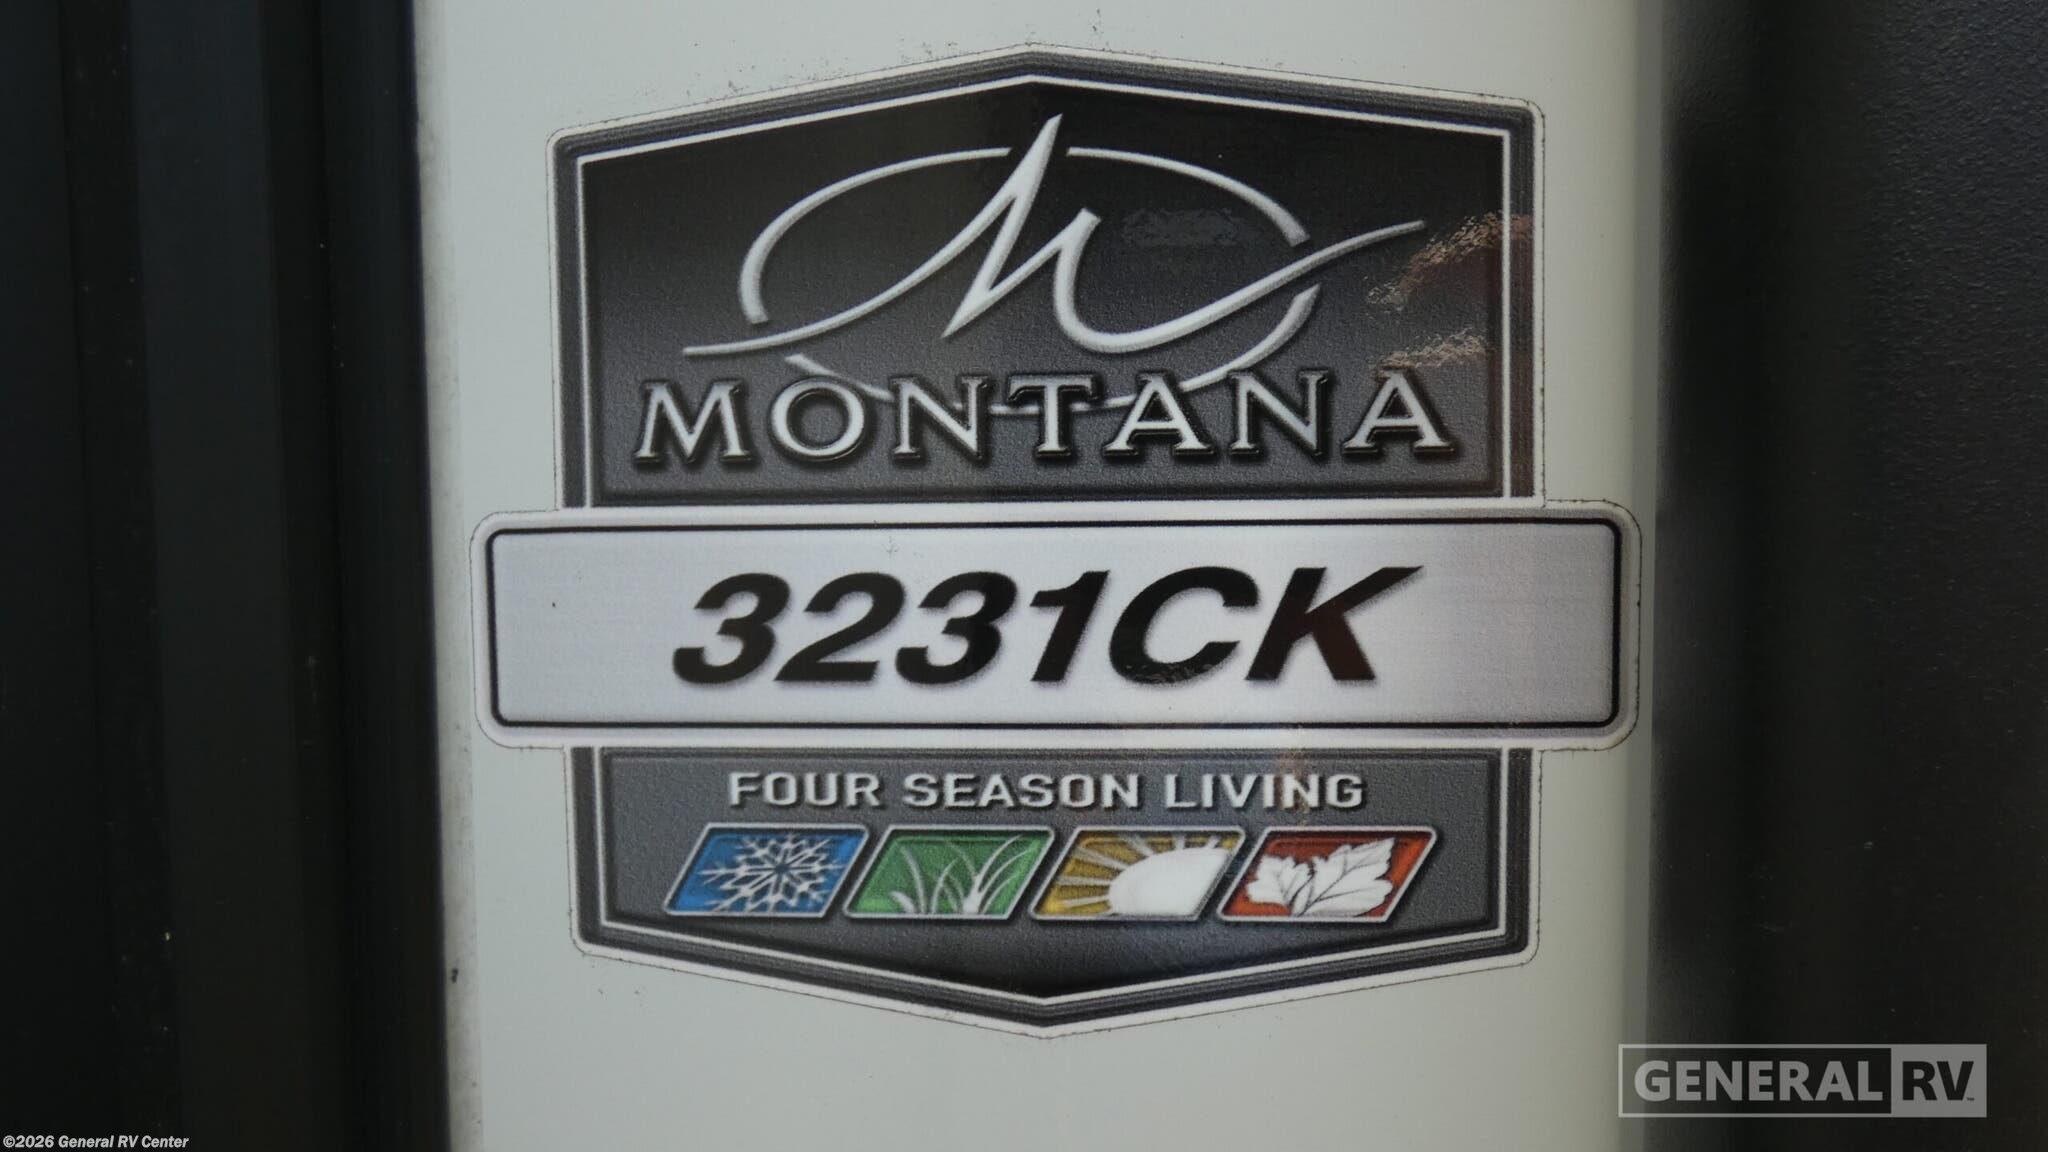 MONTANA
3231CK
FOUR SEASON LIVING
GENERAL RV
©2026 General RV Center